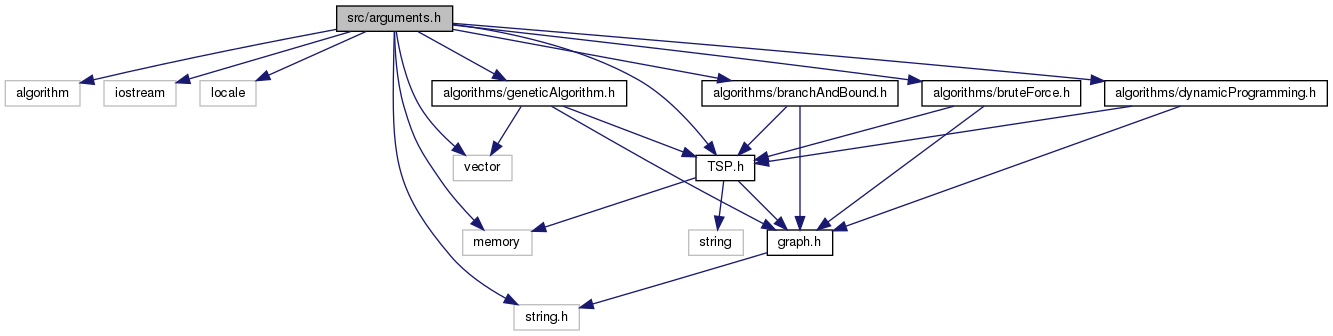 src/arguments.h
algorithm
iostream
locale
algorithms/geneticAlgorithm.h
algorithms/branchAndBound.h
algorithms/bruteForce.h
algorithms/dynamicProgramming.h
vector
TSP.h
memory
string
graph.h
string.h